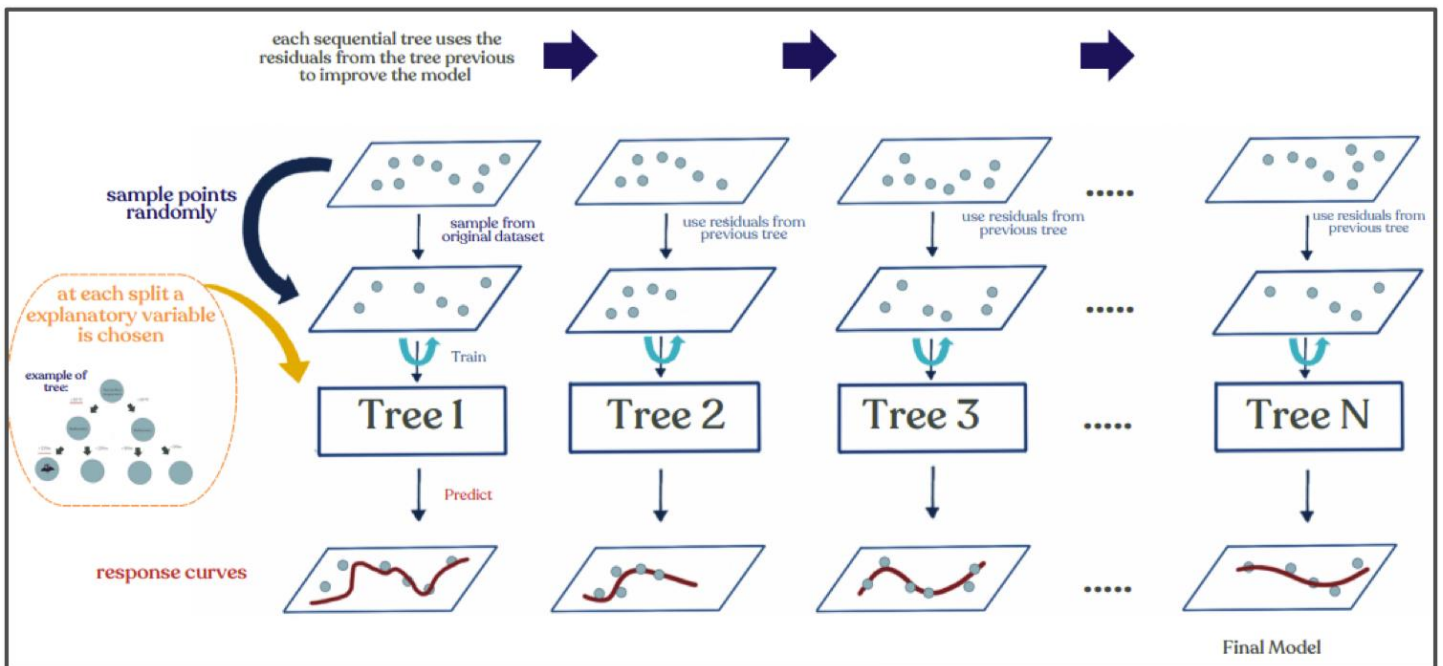 each sequential tree uses the
residuals from the tree previous
to improve the model
sample points
randomly
sample from
original dataset
use residuals from
previous tree
use residuals from
previous tree
.....
use residuals from
previous tree
at each split a
explanatory variable
is chosen
example of
tree:
.....
Train
Tree 1
Tree 2
Tree 3
.....
Tree N
Predict
response curves
.....
Final Model